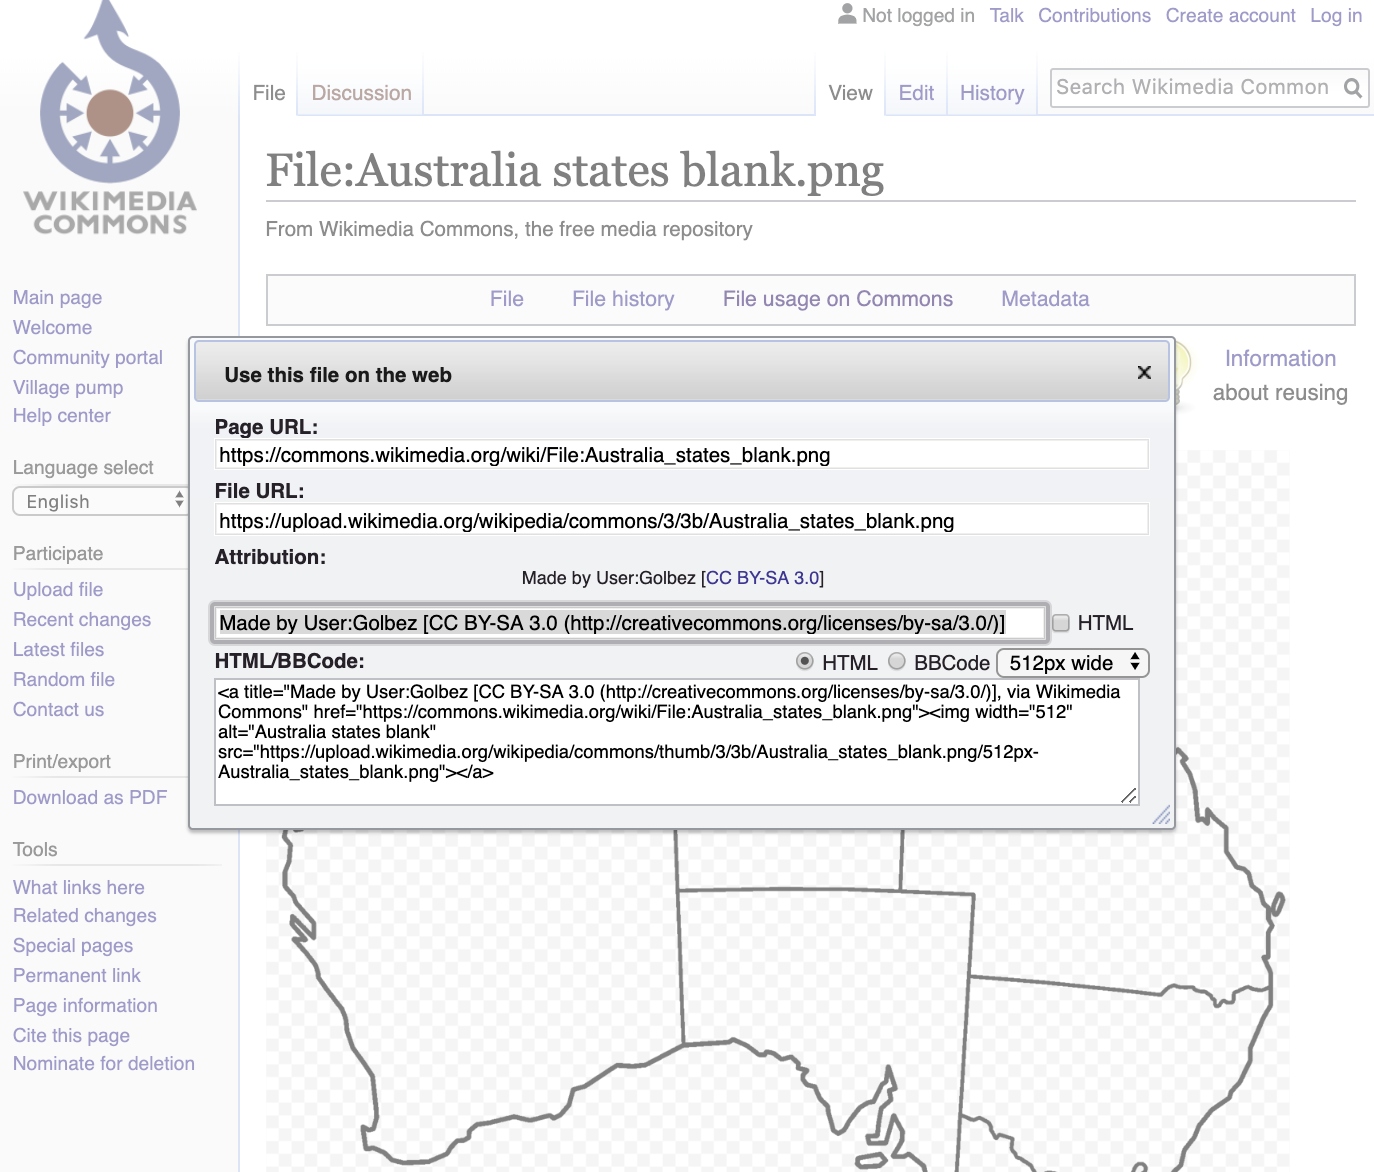 Not logged in Talk Contributions Create account Log in
File Discussion View Edit History Search Wikimedia Common
WIKIMEDIA
COMMONS
File:Australia states blank.png
From Wikimedia Commons, the free media repository
File File history File usage on Commons Metadata
Main page
Welcome
Community portal
Village pump
Help center
Language select
English
Participate
Upload file
Recent changes
Latest files
Random file
Contact us
Print/export
Download as PDF
Tools
What links here
Related changes
Special pages
Permanent link
Page information
Cite this page
Nominate for deletion
Information
about reusing
Use this file on the web
Page URL:
https://commons.wikimedia.org/wiki/File:Australia_states_blank.png
File URL:
https://upload.wikimedia.org/wikipedia/commons/3/3b/Australia_states_blank.png
Attribution:
Made by User:Golbez [CC BY-SA 3.0]
Made by User:Golbez [CC BY-SA 3.0 (http://creativecommons.org/licenses/by-sa/3.0/)] HTML
HTML/BBCode: HTML BBCode 512px wide
<a title="Made by User:Golbez [CC BY-SA 3.0 (http://creativecommons.org/licenses/by-sa/3.0/)], via Wikimedia
Commons" href="https://commons.wikimedia.org/wiki/File:Australia_states_blank.png"><img width="512"
alt="Australia states blank"
src="https://upload.wikimedia.org/wikipedia/commons/thumb/3/3b/Australia_states_blank.png/512px-
Australia_states_blank.png"></a>